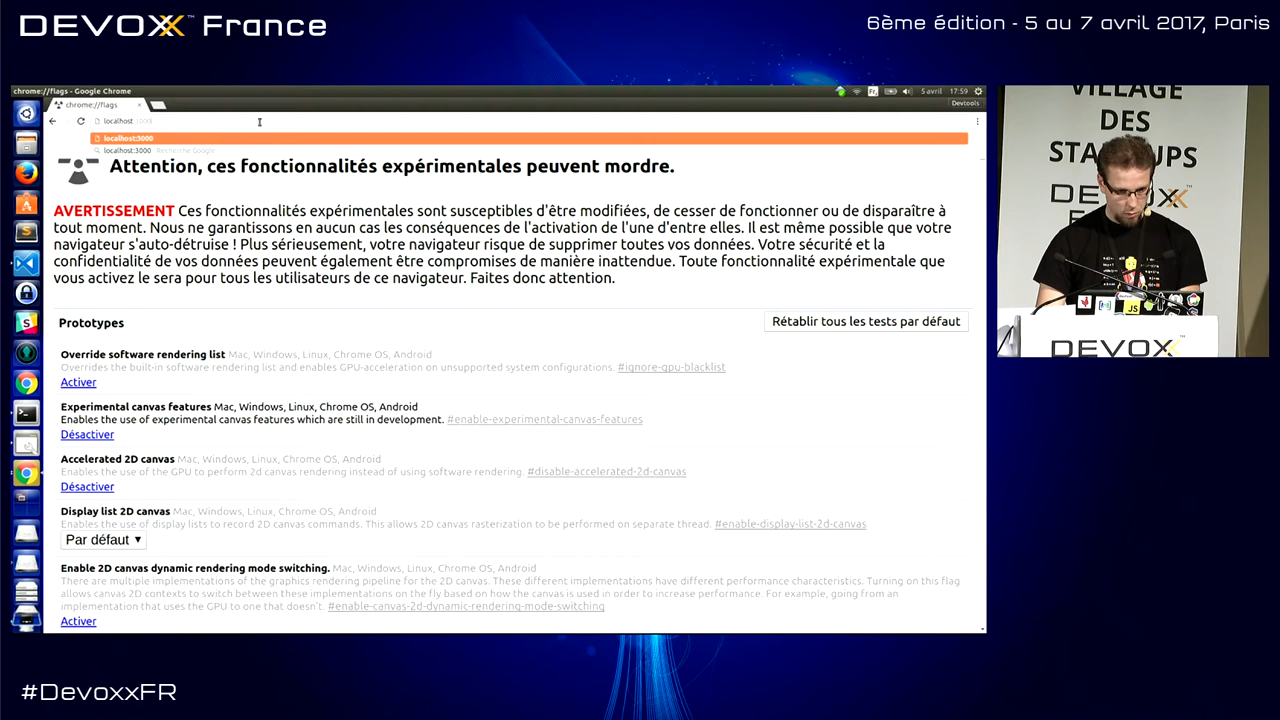 DEVOXX™ France
6ème édition - 5 au 7 avril 2017, Paris
chrome://flags - Google Chrome
Fr
5 avril 17:59
chrome://flags ×
Devtools
localhost:3000
localhost:3000
localhost:3000 Recherche Google
Attention, ces fonctionnalités expérimentales peuvent mordre.
AVERTISSEMENT Ces fonctionnalités expérimentales sont susceptibles d'être modifiées, de cesser de fonctionner ou de disparaître à
tout moment. Nous ne garantissons en aucun cas les conséquences de l'activation de l'une d'entre elles. Il est même possible que votre
navigateur s'auto-détruise ! Plus sérieusement, votre navigateur risque de supprimer toutes vos données. Votre sécurité et la
confidentialité de vos données peuvent également être compromises de manière inattendue. Toute fonctionnalité expérimentale que
vous activez le sera pour tous les utilisateurs de ce navigateur. Faites donc attention.
Prototypes
Rétablir tous les tests par défaut
Override software rendering list Mac, Windows, Linux, Chrome OS, Android
Overrides the built-in software rendering list and enables GPU-acceleration on unsupported system configurations. #ignore-gpu-blacklist
Activer
Experimental canvas features Mac, Windows, Linux, Chrome OS, Android
Enables the use of experimental canvas features which are still in development. #enable-experimental-canvas-features
Désactiver
Accelerated 2D canvas Mac, Windows, Linux, Chrome OS, Android
Enables the use of the GPU to perform 2d canvas rendering instead of using software rendering. #disable-accelerated-2d-canvas
Désactiver
Display list 2D canvas Mac, Windows, Linux, Chrome OS, Android
Enables the use of display lists to record 2D canvas commands. This allows 2D canvas rasterization to be performed on separate thread. #enable-display-list-2d-canvas
Par défaut ▼
Enable 2D canvas dynamic rendering mode switching. Mac, Windows, Linux, Chrome OS, Android
There are multiple implementations of the graphics rendering pipeline for the 2D canvas. These different implementations have different performance characteristics. Turning on this flag
allows canvas 2D contexts to switch between these implementations on the fly based on how the canvas is used in order to increase performance. For example, going from an
implementation that uses the GPU to one that doesn't. #enable-canvas-2d-dynamic-rendering-mode-switching
Activer
VILLAGE
DES
STARTUPS
DEVOXX
JS
DEVOXX
#DevoxxFR